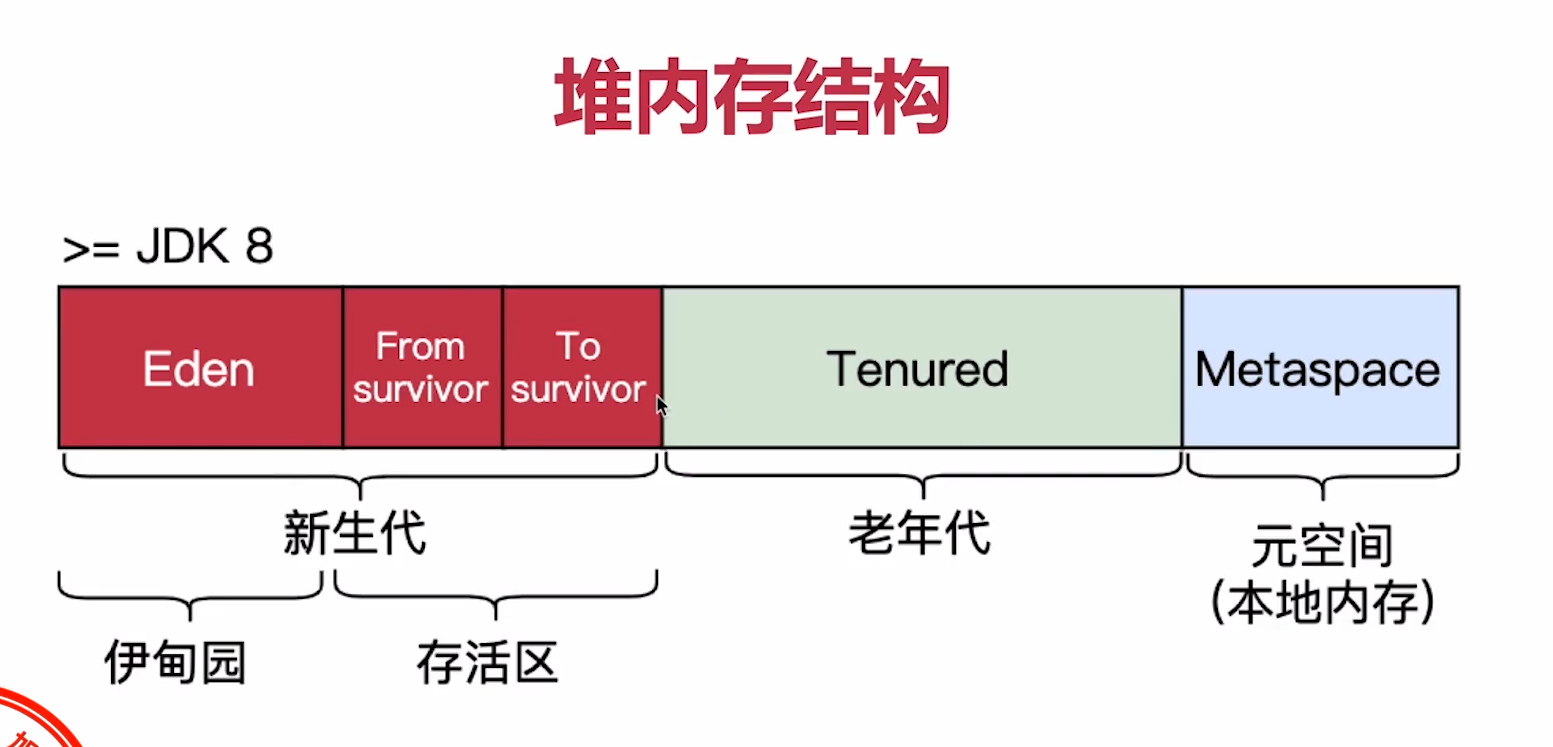 堆内存结构
>= JDK 8
Eden
From
survivor
To
survivor
Tenured
Metaspace
新生代
老年代
元空间
(本地内存)
伊甸园
存活区